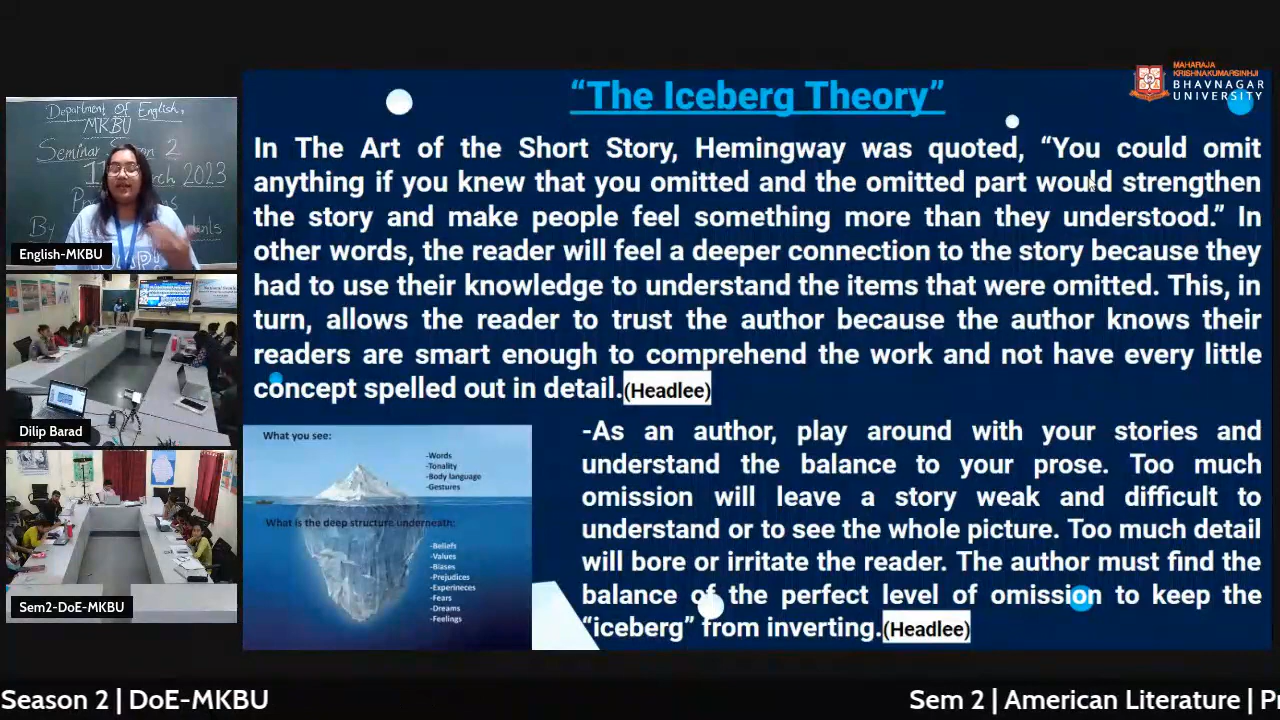 MAHARAJA
KRISHNAKUMARSINHJI
BHAVNAGAR
UNIVERSITY
“The Iceberg Theory”
In The Art of the Short Story, Hemingway was quoted, “You could omit
anything if you knew that you omitted and the omitted part would strengthen
the story and make people feel something more than they understood.” In
other words, the reader will feel a deeper connection to the story because they
had to use their knowledge to understand the items that were omitted. This, in
turn, allows the reader to trust the author because the author knows their
readers are smart enough to comprehend the work and not have every little
concept spelled out in detail.(Headlee)
What you see:
-Words
-Tonality
-Body language
-Gestures
What is the deep structure underneath:
-Beliefs
-Values
-Biases
-Prejudices
-Experineces
-Fears
-Dreams
-Feelings
-As an author, play around with your stories and
understand the balance to your prose. Too much
omission will leave a story weak and difficult to
understand or to see the whole picture. Too much detail
will bore or irritate the reader. The author must find the
balance of the perfect level of omission to keep the
“iceberg” from inverting.(Headlee)
Department Of English,
MKBU
Seminar 2
March 2023
By
English-MKBU
Dilip Barad
Sem2-DoE-MKBU
Season 2 | DoE-MKBU
Sem 2 | American Literature |